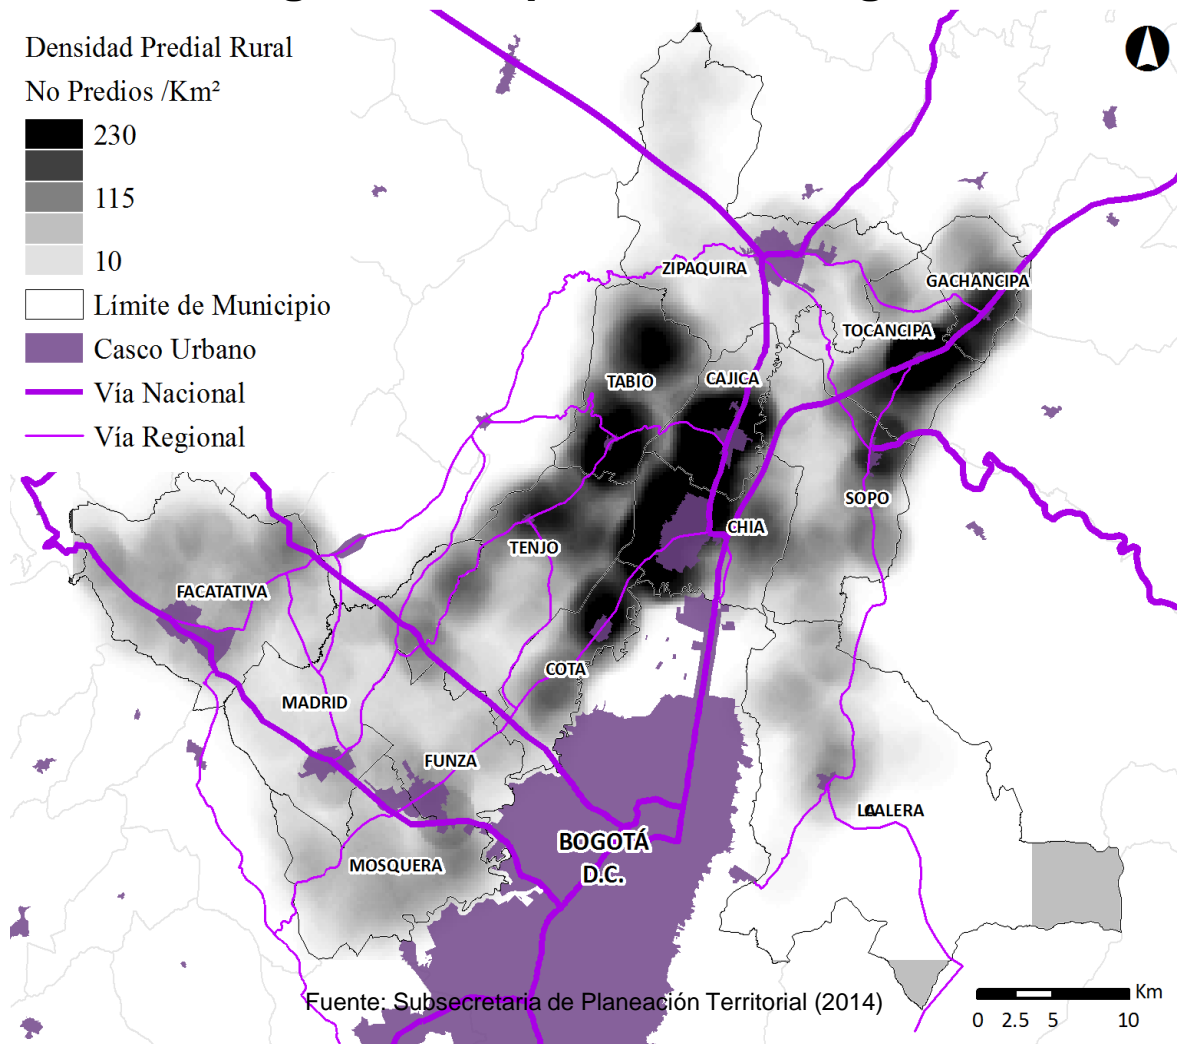 Densidad Predial Rural
No Predios /Km²
230
115
10
Límite de Municipio
Casco Urbano
Vía Nacional
Vía Regional
ZIPAQUIRA
GACHANCIPA
TOCANCIPA
TABIO
CAJICA
SOPO
CHIA
TENJO
FACATATIVA
COTA
MADRID
FUNZA
LA CALERA
BOGOTÁ
D.C.
MOSQUERA
Fuente: Subsecretaria de Planeación Territorial (2014)
Km
0 2.5 5 10